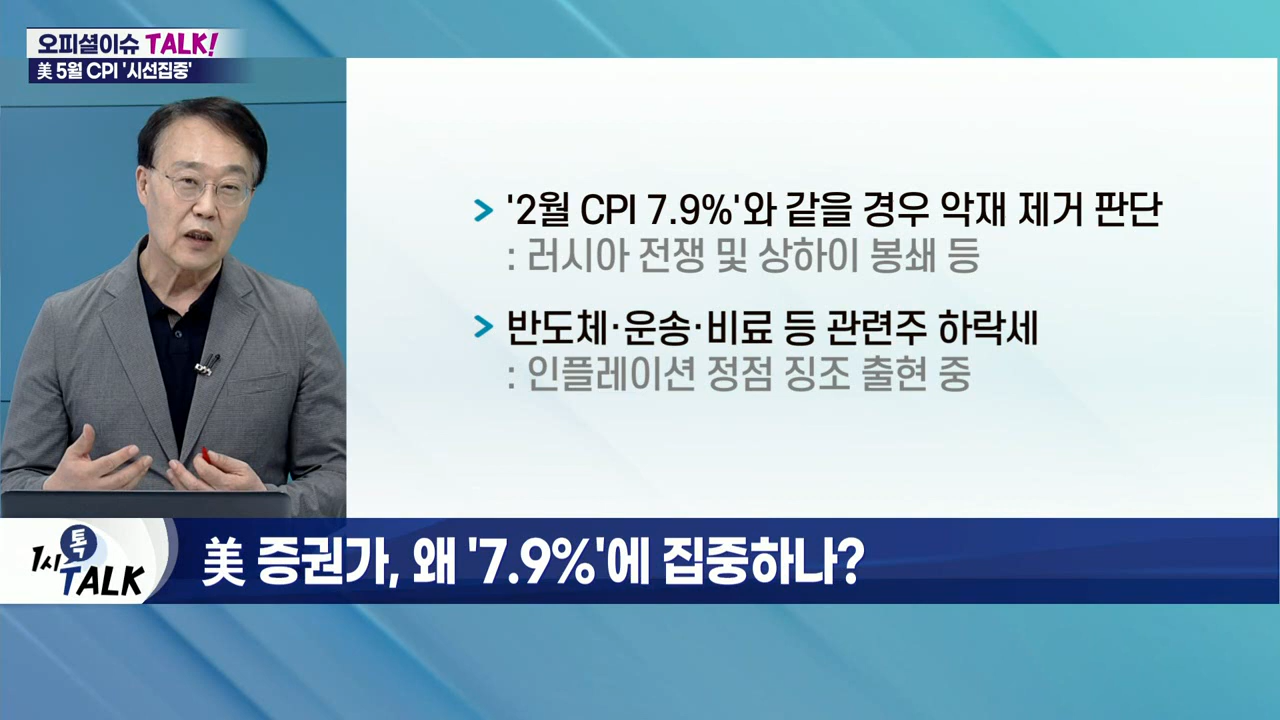 오피셜이슈 TALK!
美 5월 CPI '시선집중'
> '2월 CPI 7.9%'와 같을 경우 악재 제거 판단
: 러시아 전쟁 및 상하이 봉쇄 등
> 반도체·운송·비료 등 관련주 하락세
: 인플레이션 정점 징조 출현 중
1시 톡 TALK
美 증권가, 왜 '7.9%'에 집중하나?